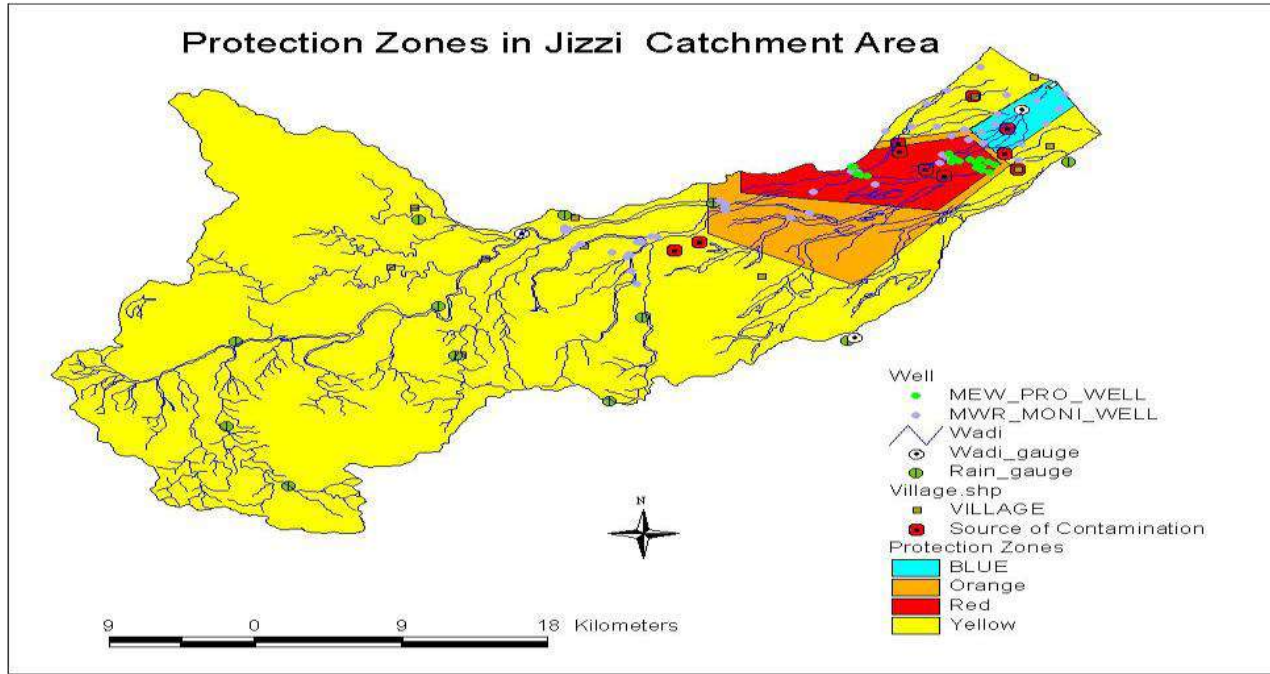 Protection Zones in Jizzi Catchment Area
Well
MEW_PRO_WELL
MWR_MONI_WELL
Wadi
Wadi_gauge
Rain_gauge
Village.shp
VILLAGE
Source of Contamination
Protection Zones
BLUE
Orange
Red
Yellow
N
9 0 9 18 Kilometers